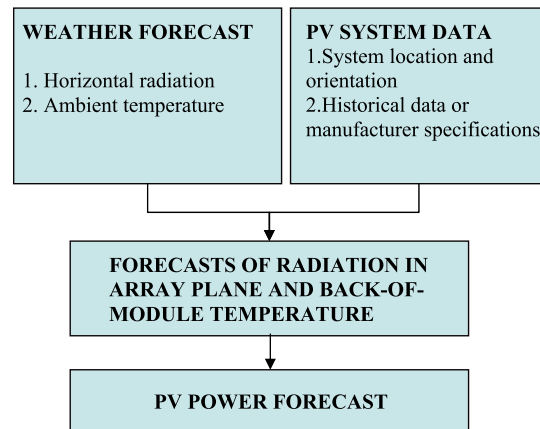 WEATHER FORECAST
1. Horizontal radiation
2. Ambient temperature
PV SYSTEM DATA
1.System location and
orientation
2.Historical data or
manufacturer specifications
FORECASTS OF RADIATION IN
ARRAY PLANE AND BACK-OF-
MODULE TEMPERATURE
PV POWER FORECAST